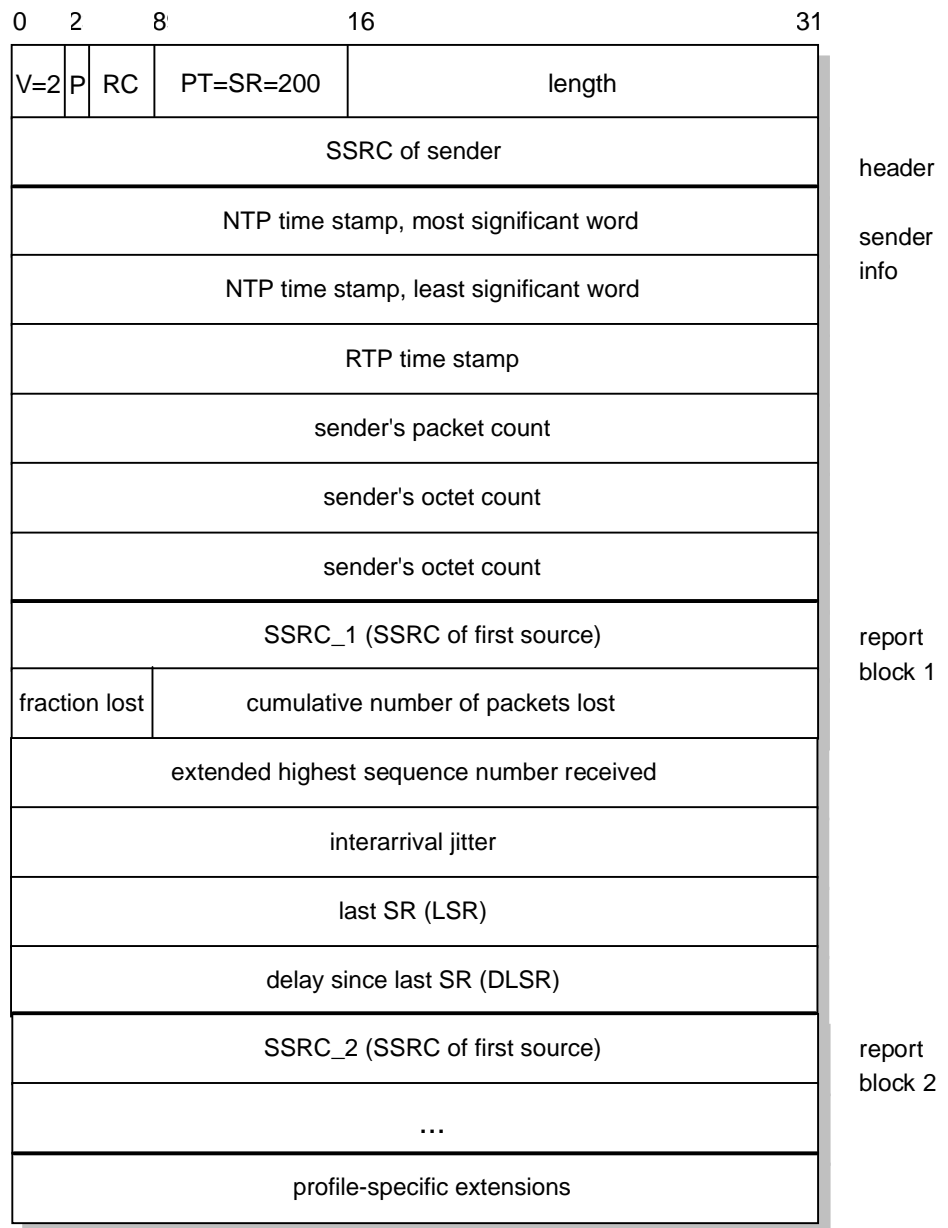 0 2 8 16 31
V=2 P RC PT=SR=200 length
SSRC of sender
header
NTP time stamp, most significant word
sender
info
NTP time stamp, least significant word
RTP time stamp
sender's packet count
sender's octet count
sender's octet count
SSRC_1 (SSRC of first source)
report
block 1
fraction lost cumulative number of packets lost
extended highest sequence number received
interarrival jitter
last SR (LSR)
delay since last SR (DLSR)
SSRC_2 (SSRC of first source)
report
block 2
...
profile-specific extensions